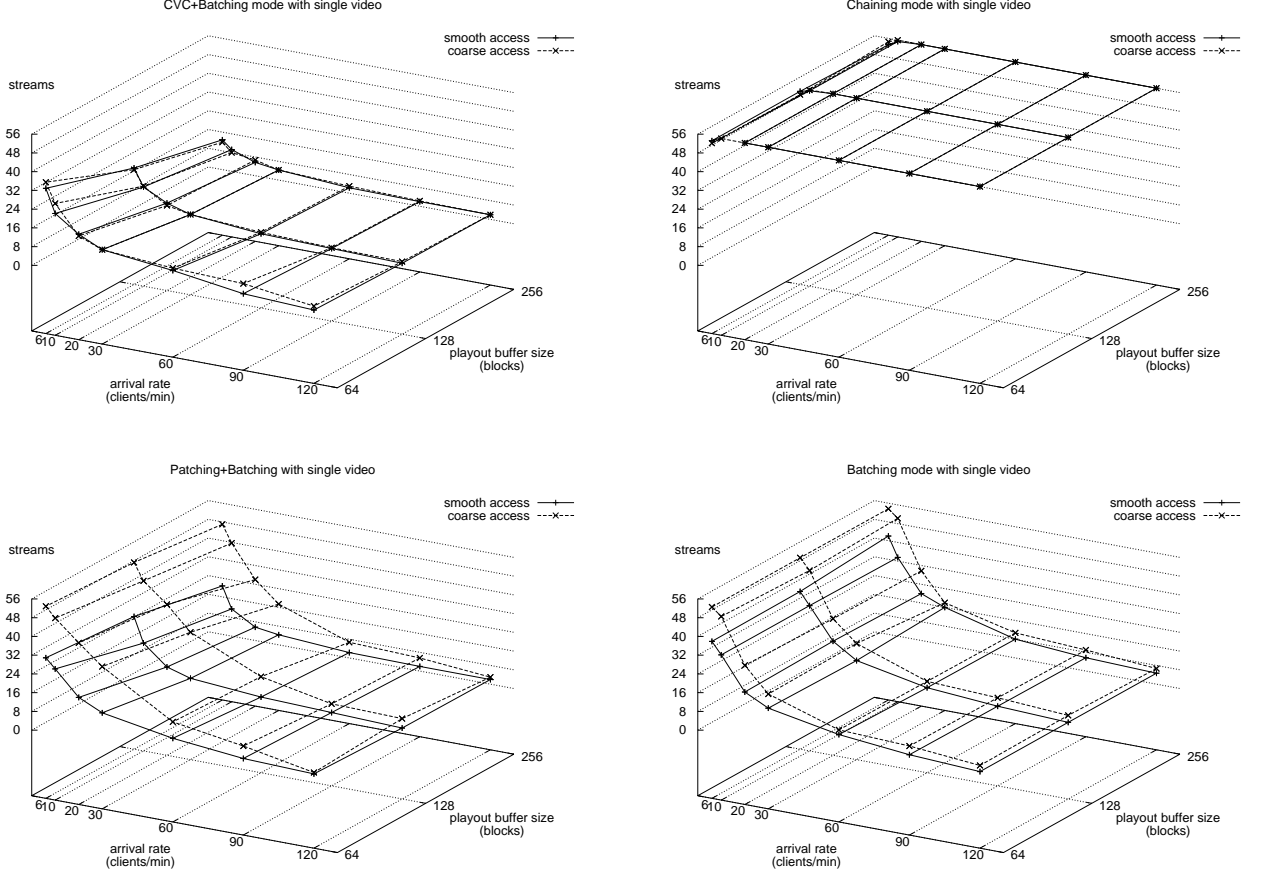 CVC+Batching mode with single video
smooth access
coarse access
streams
56
48
40
32
24
16
8
0
6
10
20
30
60
90
120
64
128
256
arrival rate
(clients/min)
playout buffer size
(blocks)
Chaining mode with single video
smooth access
coarse access
streams
56
48
40
32
24
16
8
0
6
10
20
30
60
90
120
64
128
256
arrival rate
(clients/min)
playout buffer size
(blocks)
Patching+Batching with single video
smooth access
coarse access
streams
56
48
40
32
24
16
8
0
6
10
20
30
60
90
120
64
128
256
arrival rate
(clients/min)
playout buffer size
(blocks)
Batching mode with single video
smooth access
coarse access
streams
56
48
40
32
24
16
8
0
6
10
20
30
60
90
120
64
128
256
arrival rate
(clients/min)
playout buffer size
(blocks)